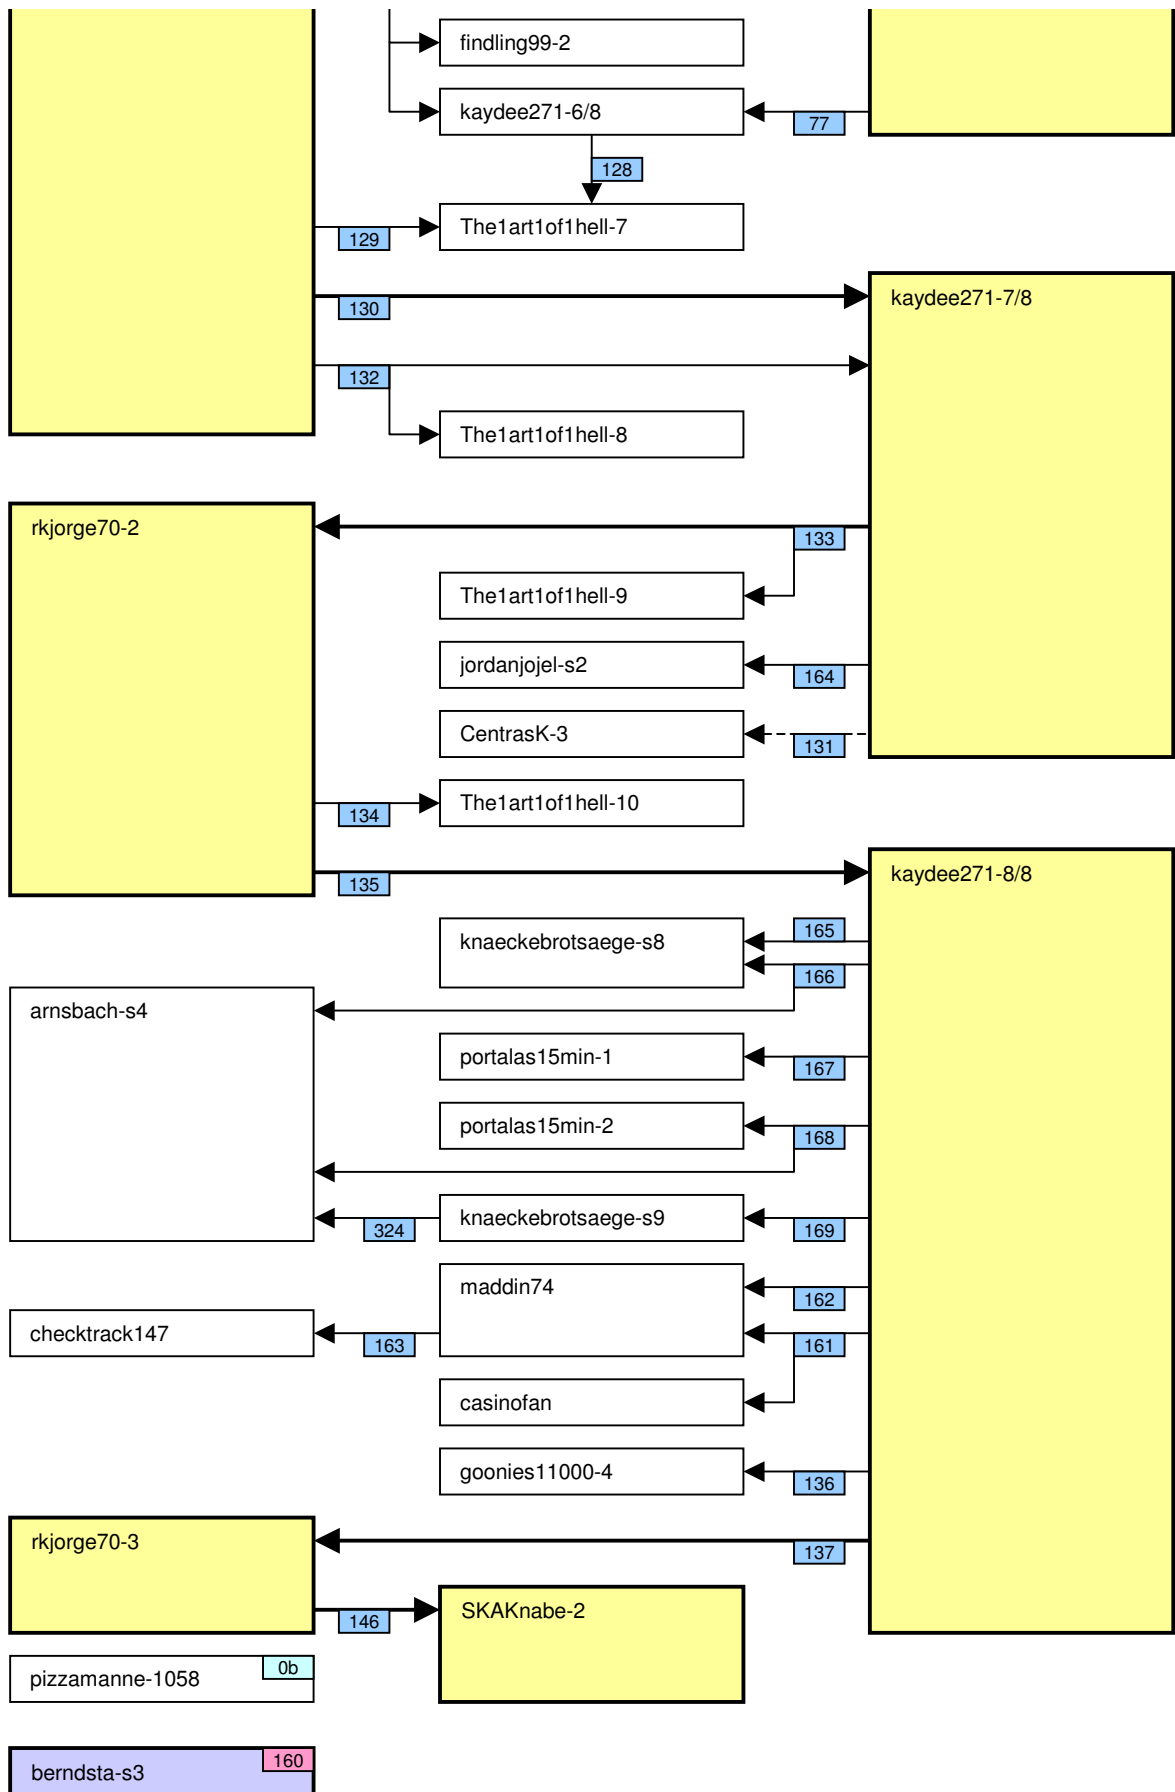 findling99-2
kaydee271-6/8
77
128
The1art1of1hell-7
129
130
kaydee271-7/8
132
The1art1of1hell-8
rkjorge70-2
133
The1art1of1hell-9
jordanjojel-s2
164
CentrasK-3
131
The1art1of1hell-10
134
135
kaydee271-8/8
knaeckebrotsaege-s8
165
166
arnsbach-s4
portalas15min-1
167
portalas15min-2
168
324
knaeckebrotsaege-s9
169
maddin74
162
checktrack147
163
161
casinofan
goonies11000-4
136
rkjorge70-3
137
146
SKAKnabe-2
pizzamanne-1058
0b
berndsta-s3
160